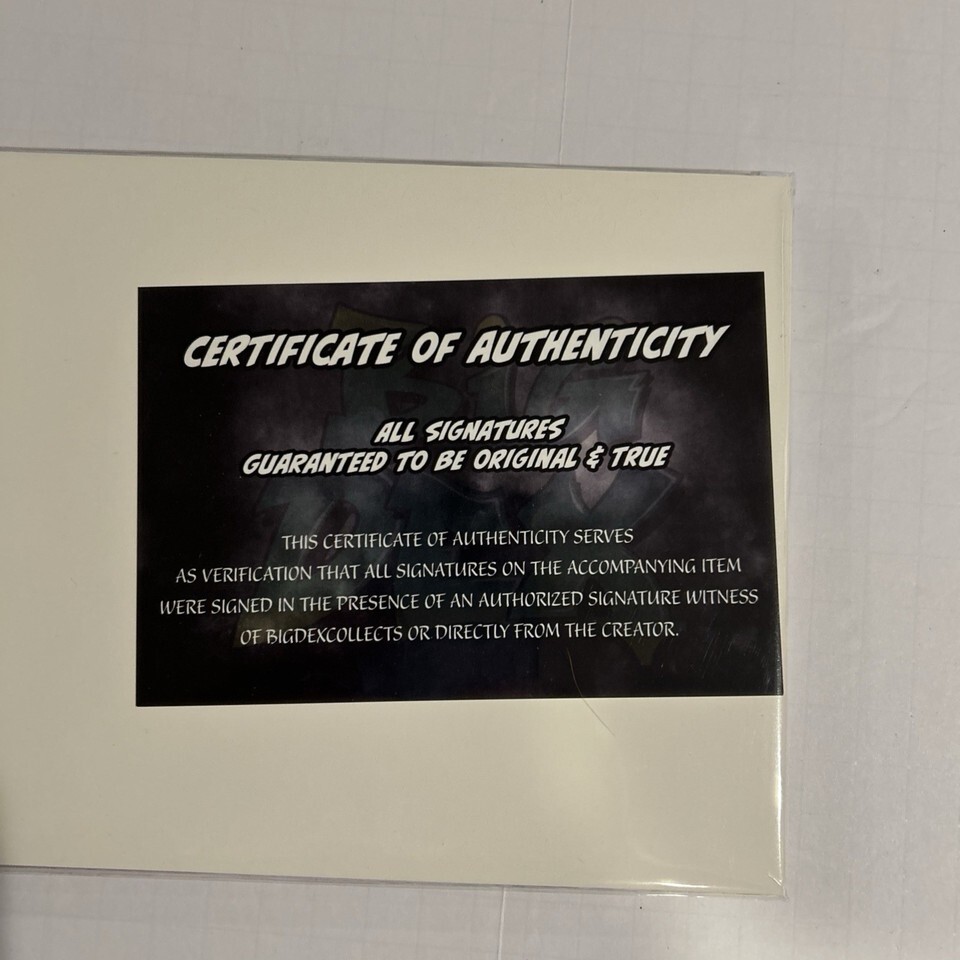 CERTIFICATE OF AUTHENTICITY
ALL SIGNATURES
GUARANTEED TO BE ORIGINAL & TRUE
THIS CERTIFICATE OF AUTHENTICITY SERVES
AS VERIFICATION THAT ALL SIGNATURES ON THE ACCOMPANYING ITEM
WERE SIGNED IN THE PRESENCE OF AN AUTHORIZED SIGNATURE WITNESS
OF BIGDEXCOLLECTS OR DIRECTLY FROM THE CREATOR.